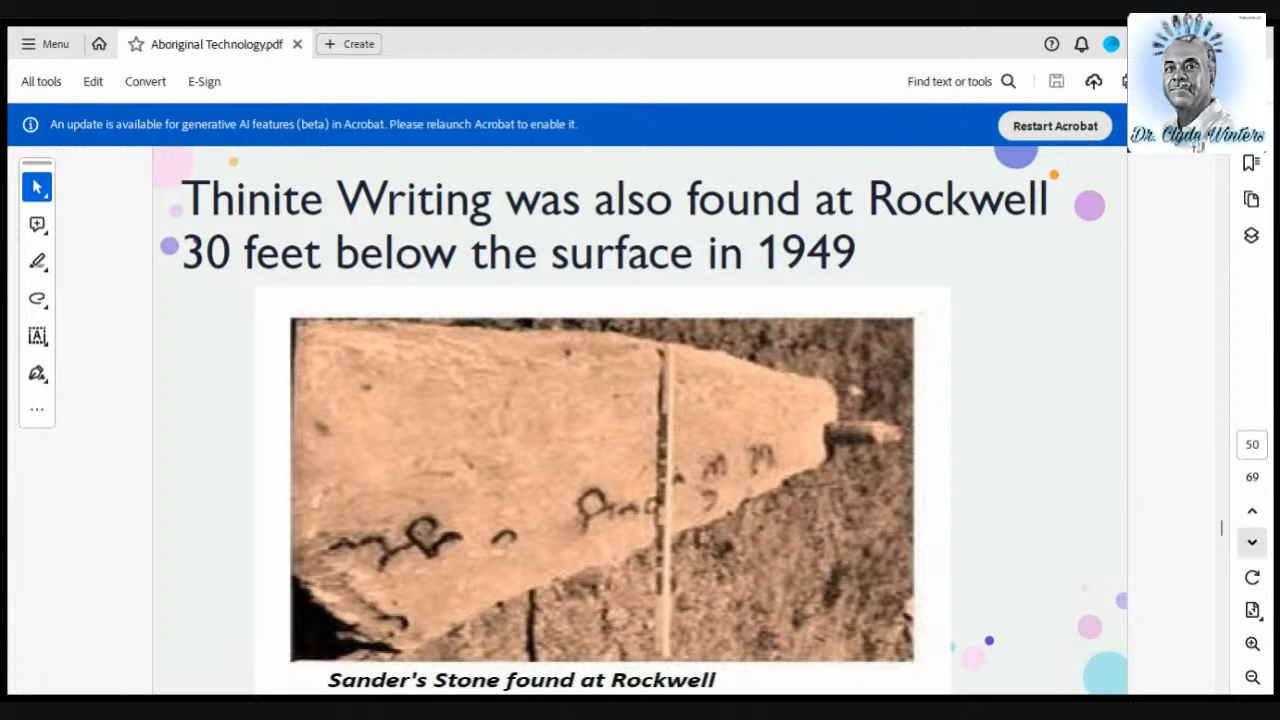 Menu
Aboriginal Technology.pdf
Create
All tools
Edit
Convert
E-Sign
Find text or tools
An update is available for generative AI features (beta) in Acrobat. Please relaunch Acrobat to enable it.
Restart Acrobat
Dr. Clyde Winters
Thinite Writing was also found at Rockwell
30 feet below the surface in 1949
Sander's Stone found at Rockwell
50
69